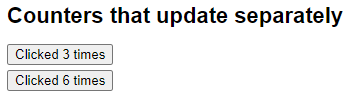 Counters that update separately
Clicked 3 times
Clicked 6 times